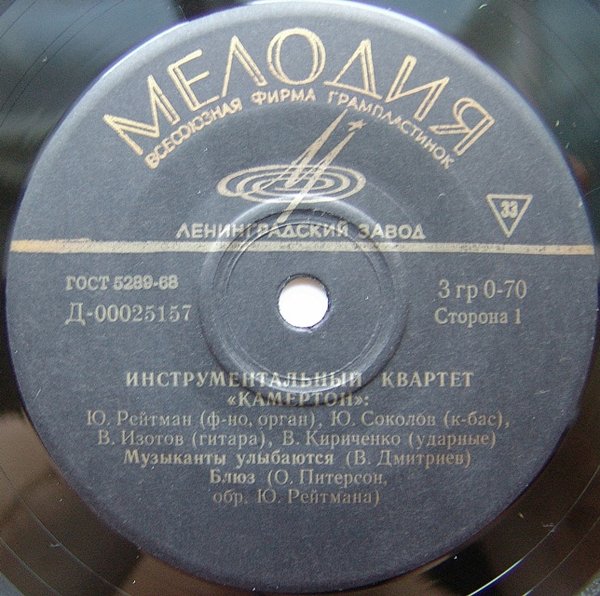 МЕЛОДИЯ
ВСЕСОЮЗНАЯ ФИРМА ГРАМПЛАСТИНОК
33
ЛЕНИНГРАДСКИЙ ЗАВОД
ГОСТ 5289-68
3 гр 0-70
Д-00025157
Сторона 1
ИНСТРУМЕНТАЛЬНЫЙ КВАРТЕТ
«КАМЕРТОН»:
Ю. Рейтман (ф-но, орган), Ю. Соколов (к-бас),
В. Изотов (гитара), В. Кириченко (ударные)
Музыканты улыбаются (В. Дмитриев)
Блюз (О. Питерсон,
обр. Ю. Рейтмана)